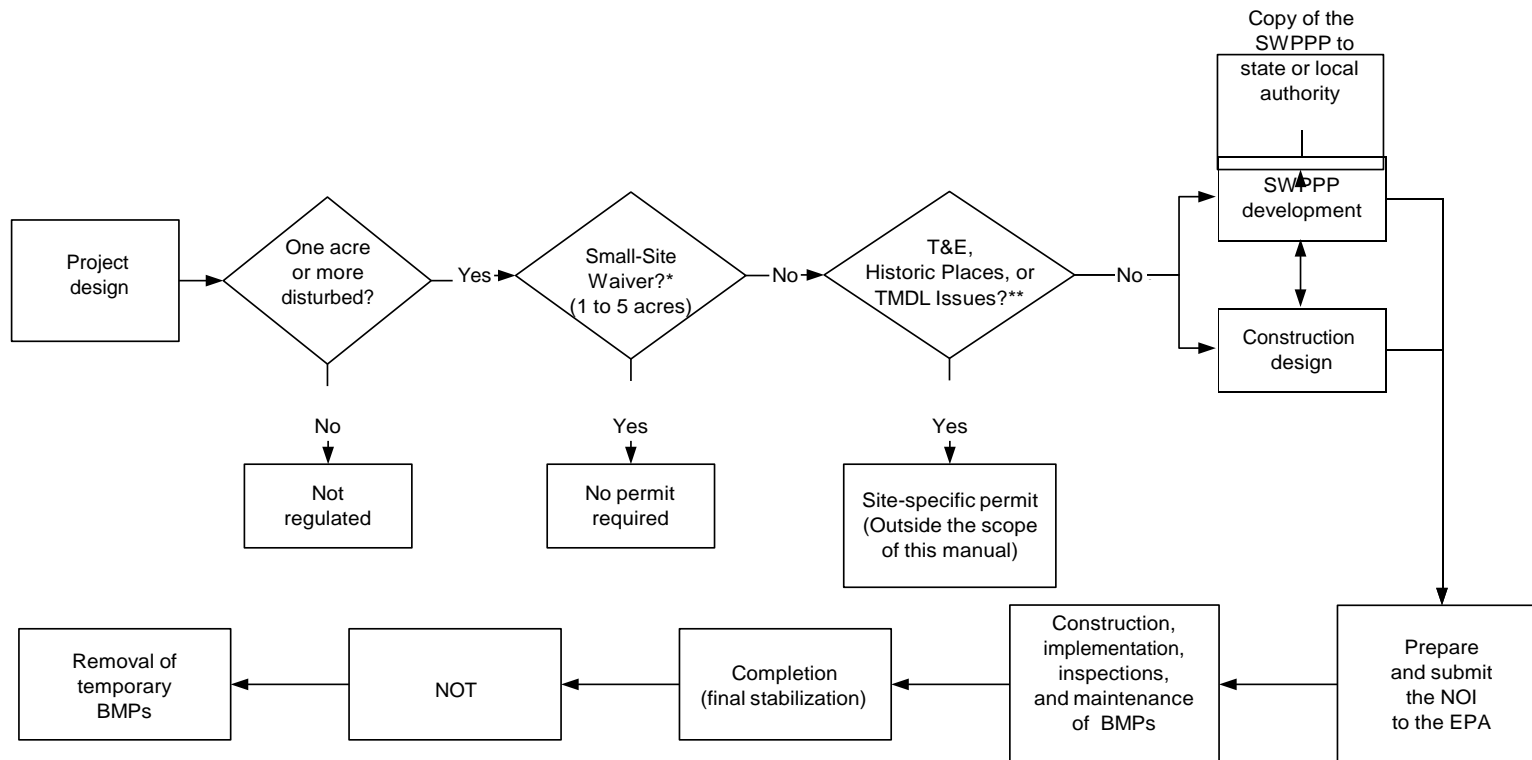 Copy of the
SWPPP to
state or local
authority
Project
design
One acre
or more
disturbed?
Yes
Small-Site
Waiver?*
(1 to 5 acres)
No
T&E,
Historic Places, or
TMDL Issues?**
No
SWPPP
development
Construction
design
No
Yes
Yes
Not
regulated
No permit
required
Site-specific permit
(Outside the scope
of this manual)
Removal of
temporary
BMPs
NOT
Completion
(final stabilization)
Construction,
implementation,
inspections,
and maintenance
of BMPs
Prepare
and submit
the NOI
to the EPA